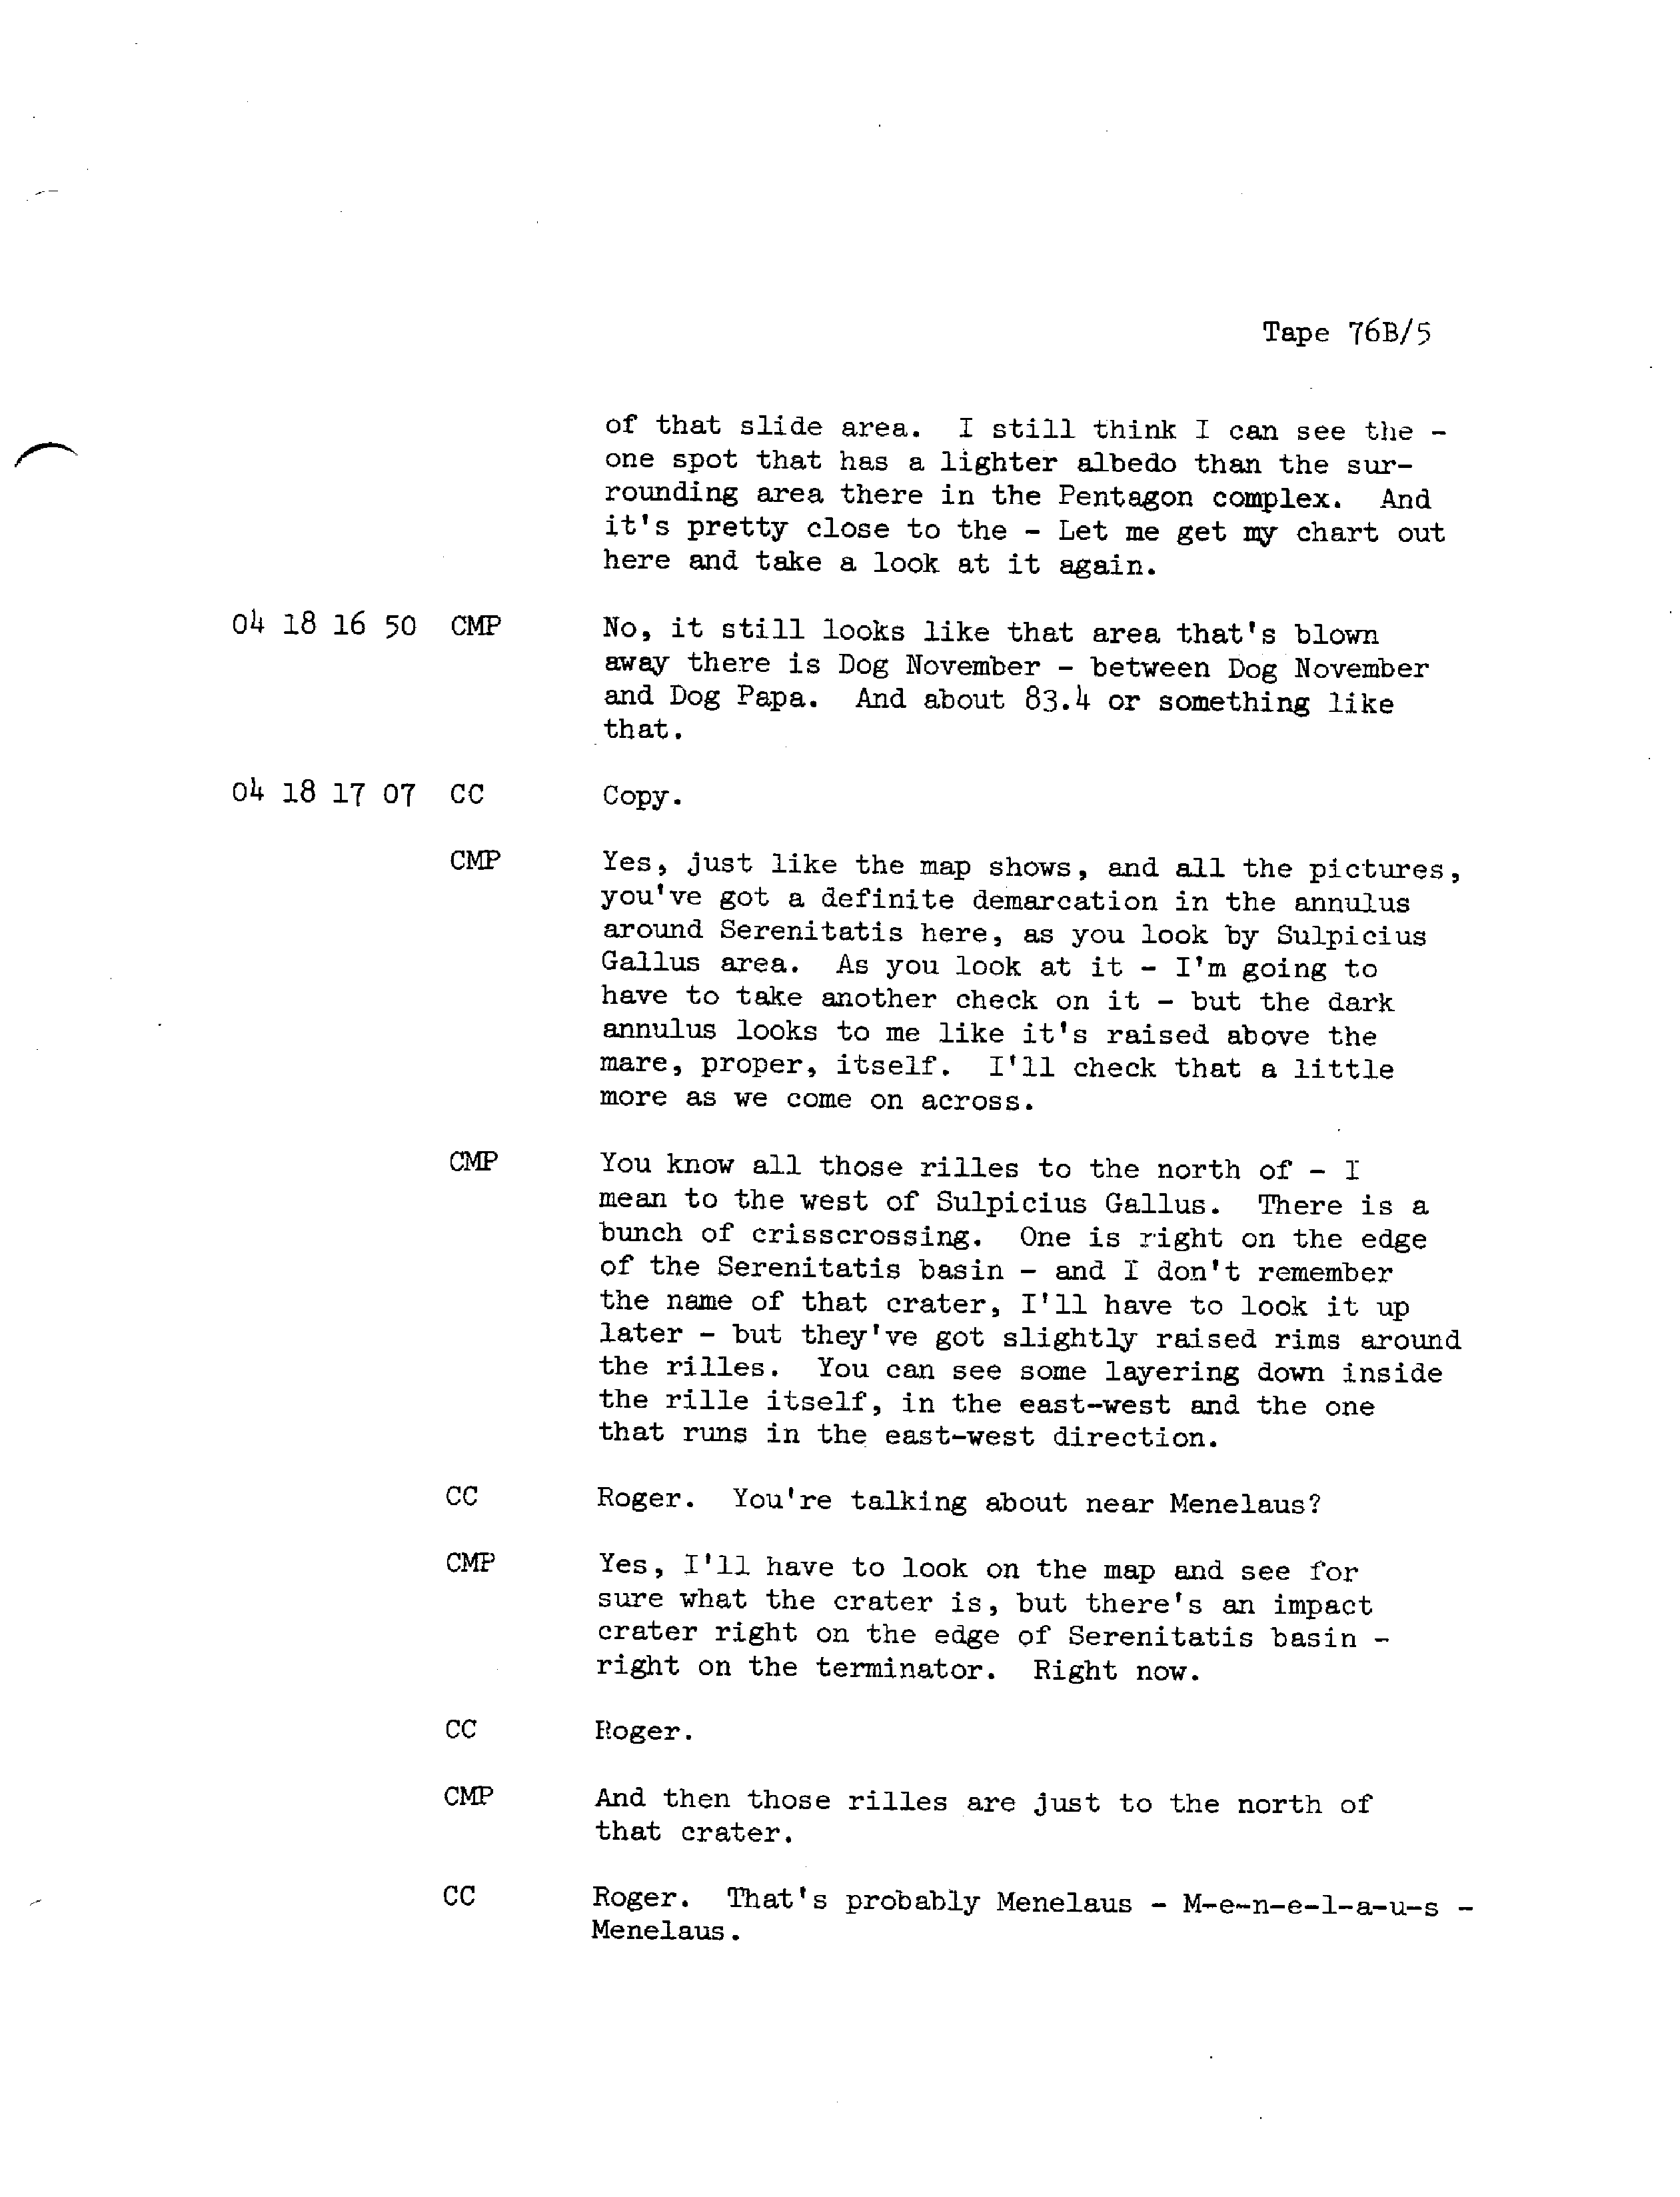 Tape 76B/5
of that slide area. I still think I can see the -
one spot that has a lighter albedo than the sur-
rounding area there in the Pentagon complex. And
it's pretty close to the - Let me get my chart out
here and take a look at it again.
04 18 16 50 CMP No, it still looks like that area that's blown
away there is Dog November - between Dog November
and Dog Papa. And about 83.4 or something like
that.
04 18 17 07 CC Copy.
CMP Yes, just like the map shows, and all the pictures,
you've got a definite demarcation in the annulus
around Serenitatis here, as you look by Sulpicius
Gallus area. As you look at it - I'm going to
have to take another check on it - but the dark
annulus looks to me like it's raised above the
mare, proper, itself. I'll check that a little
more as we come on across.
CMP You know all those rilles to the north of - I
mean to the west of Sulpicius Gallus. There is a
bunch of crisscrossing. One is right on the edge
of the Serenitatis basin - and I don't remember
the name of that crater, I'll have to look it up
later - but they've got slightly raised rims around
the rilles. You can see some layering down inside
the rille itself, in the east-west and the one
that runs in the east-west direction.
CC Roger. You're talking about near Menelaus?
CMP Yes, I'll have to look on the map and see for
sure what the crater is, but there's an impact
crater right on the edge of Serenitatis basin -
right on the terminator. Right now.
CC Roger.
CMP And then those rilles are just to the north of
that crater.
CC Roger. That's probably Menelaus - M-e-n-e-l-a-u-s -
Menelaus.